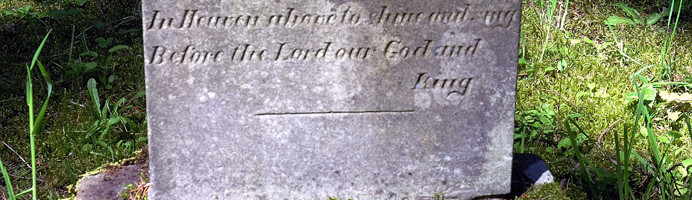 In Heaven above to shine and sing
Before the Lord our God and
King